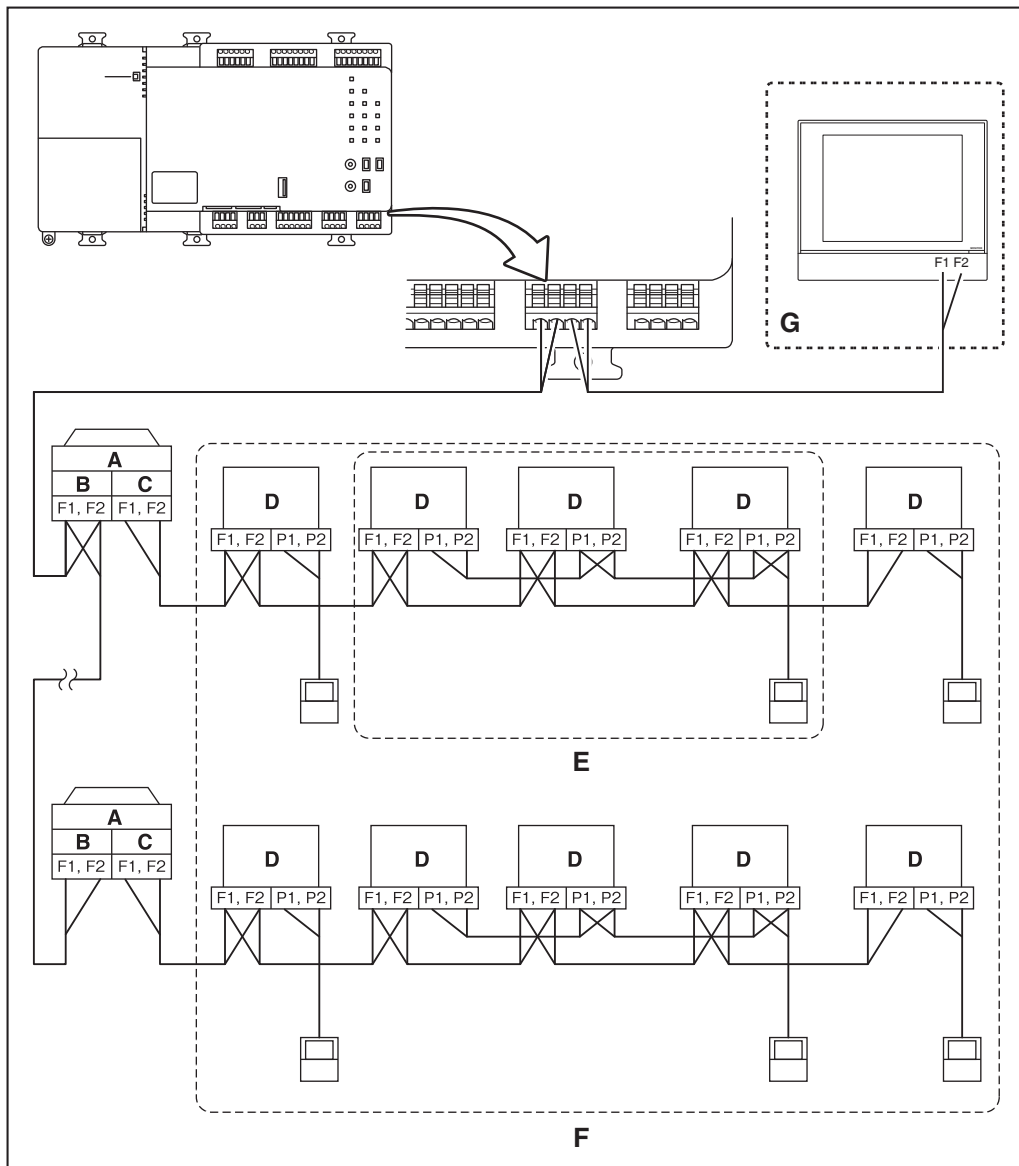 F1 F2
G
A
B C
F1, F2 F1, F2
D D D D D
F1, F2 P1, P2 F1, F2 P1, P2 F1, F2 P1, P2 F1, F2 P1, P2 F1, F2 P1, P2
E
A
B C
F1, F2 F1, F2
D D D D D
F1, F2 P1, P2 F1, F2 P1, P2 F1, F2 P1, P2 F1, F2 P1, P2 F1, F2 P1, P2
F